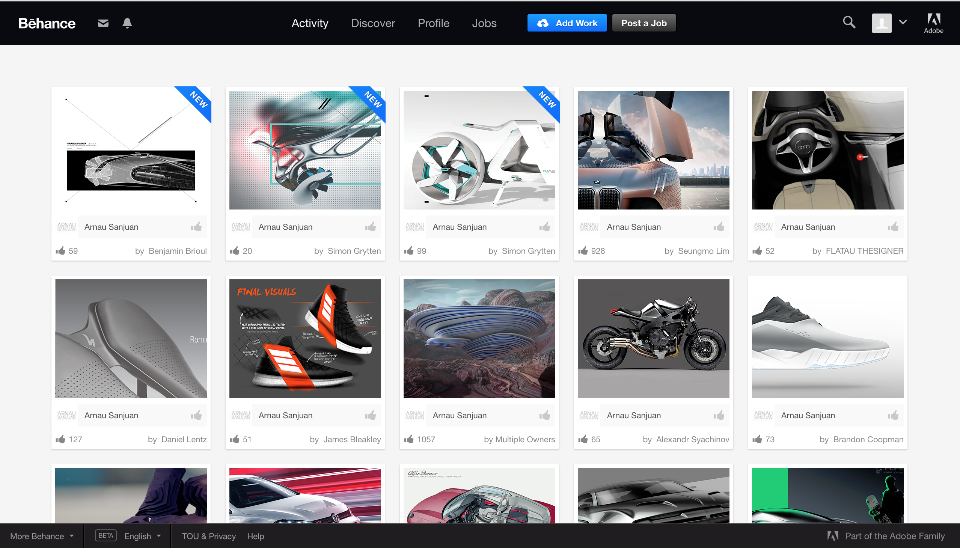 Bēhance
Activity Discover Profile Jobs Add Work Post a Job
Adobe
NEW NEW NEW
Arnau Sanjuan Arnau Sanjuan Arnau Sanjuan Arnau Sanjuan Arnau Sanjuan
59 by Benjamin Brioul 20 by Simon Grytten 99 by Simon Grytten 928 by Seungmo Lim 52 by FLATAU THESIGNER
FINAL VISUALS
Arnau Sanjuan Arnau Sanjuan Arnau Sanjuan Arnau Sanjuan Arnau Sanjuan
127 by Daniel Lentz 51 by James Bleakley 1057 by Multiple Owners 65 by Alexandr Syachinov 73 by Brandon Coopman
More Behance BETA English TOU & Privacy Help Part of the Adobe Family